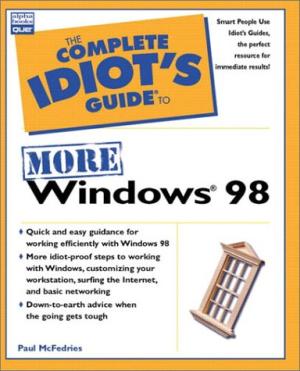 alpha
books
QUE
Smart People Use
Idiot's Guides,
the perfect
resource for
immediate results!
THE
COMPLETE
IDIOT'S
GUIDE® TO
MORE
Windows® 98
Quick and easy guidance for
working efficiently with Windows 98
More idiot-proof steps to working
with Windows, customizing your
workstation, surfing the Internet,
and basic networking
Down-to-earth advice when the
going gets tough
Paul McFedries